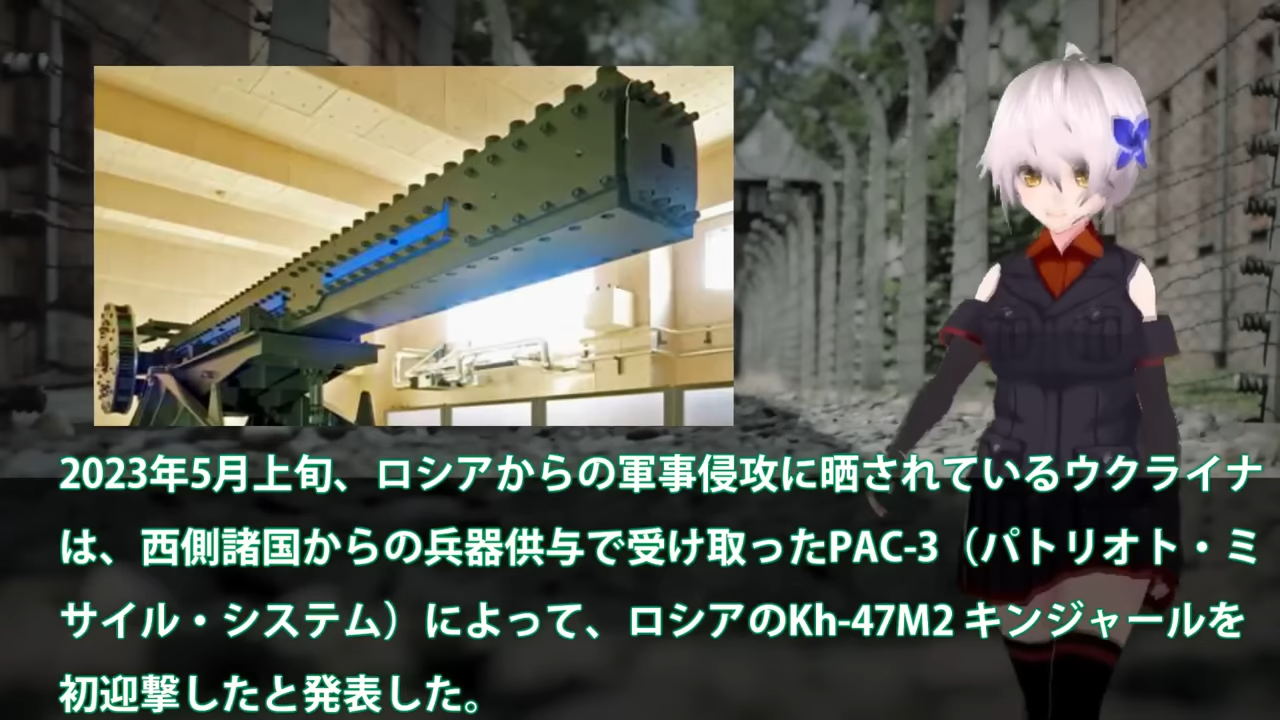 2023年5月上旬、ロシアからの軍事侵攻に晒されているウクライナ
は、西側諸国からの兵器供与で受け取ったPAC-3（パトリオト・ミ
サイル・システム）によって、ロシアのKh-47M2 キンジャールを
初迎撃したと発表した。